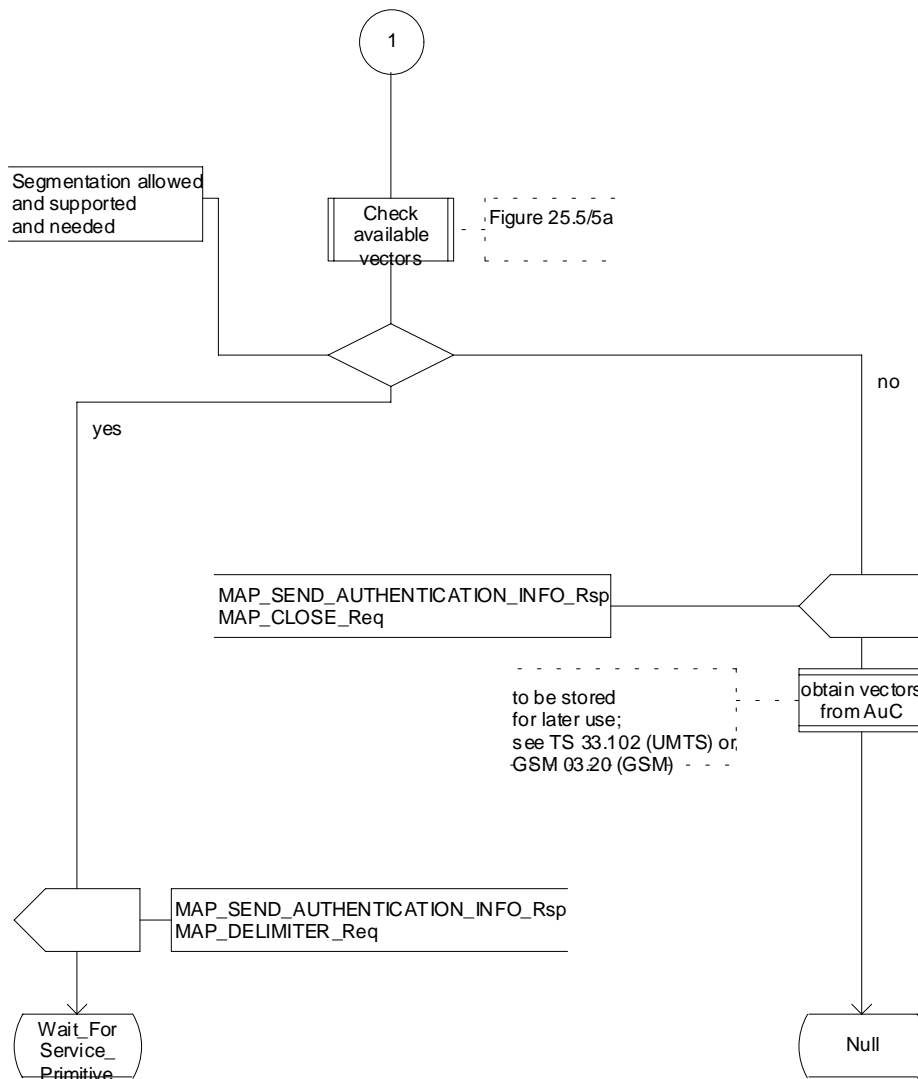 1
Segmentation allowed
and supported
and needed
Check
available
vectors
Figure 25.5/5a
no
yes
MAP_SEND_AUTHENTICATION_INFO_Rsp
MAP_CLOSE_Req
obtain vectors
from AuC
to be stored
for later use;
see TS 33.102 (UMTS) or
GSM 03.20 (GSM)
MAP_SEND_AUTHENTICATION_INFO_Rsp
MAP_DELIMITER_Req
Wait_For
Service_
Primitive
Null